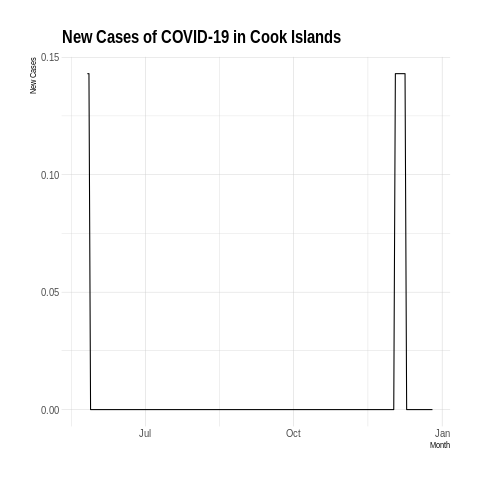 New Cases of COVID-19 in Cook Islands
New Cases
0.15
0.10
0.05
0.00
Jul
Oct
Jan
Month